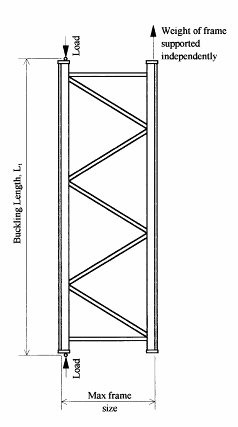 Load
Weight of frame
supported
independently
Buckling Length, L₁
Load
Max frame
size